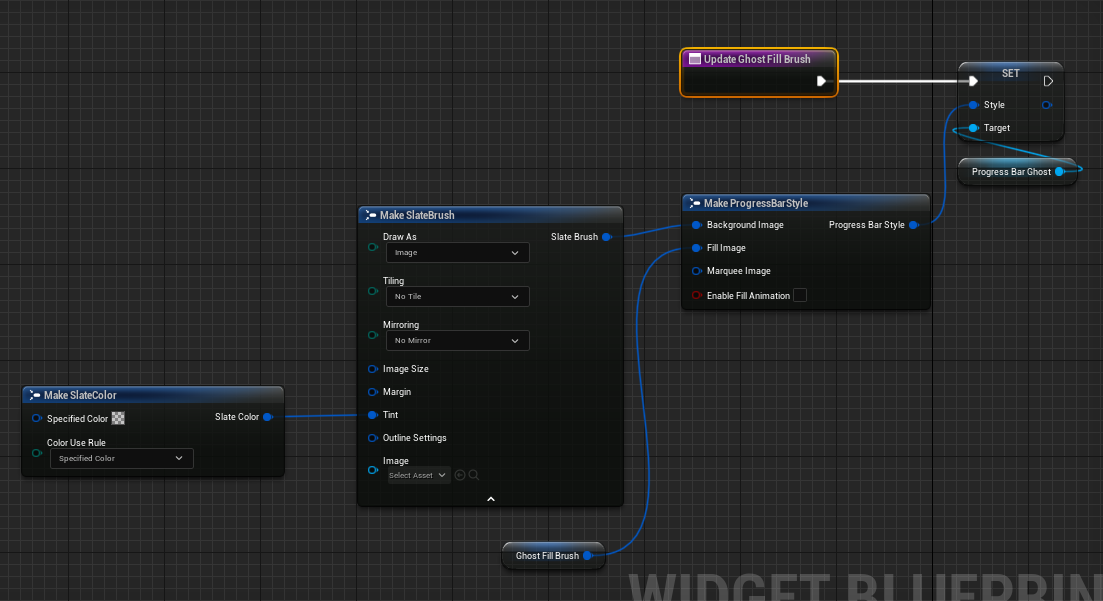 Update Ghost Fill Brush
SET
Style
Target
Progress Bar Ghost
Make ProgressBarStyle
Background Image
Progress Bar Style
Fill Image
Marquee Image
Enable Fill Animation
Make SlateBrush
Draw As
Slate Brush
Image
Tiling
No Tile
Mirroring
No Mirror
Image Size
Margin
Tint
Outline Settings
Image
Select Asset
Make SlateColor
Specified Color
Slate Color
Color Use Rule
Specified Color
Ghost Fill Brush
WIDGET BLUEPRIN